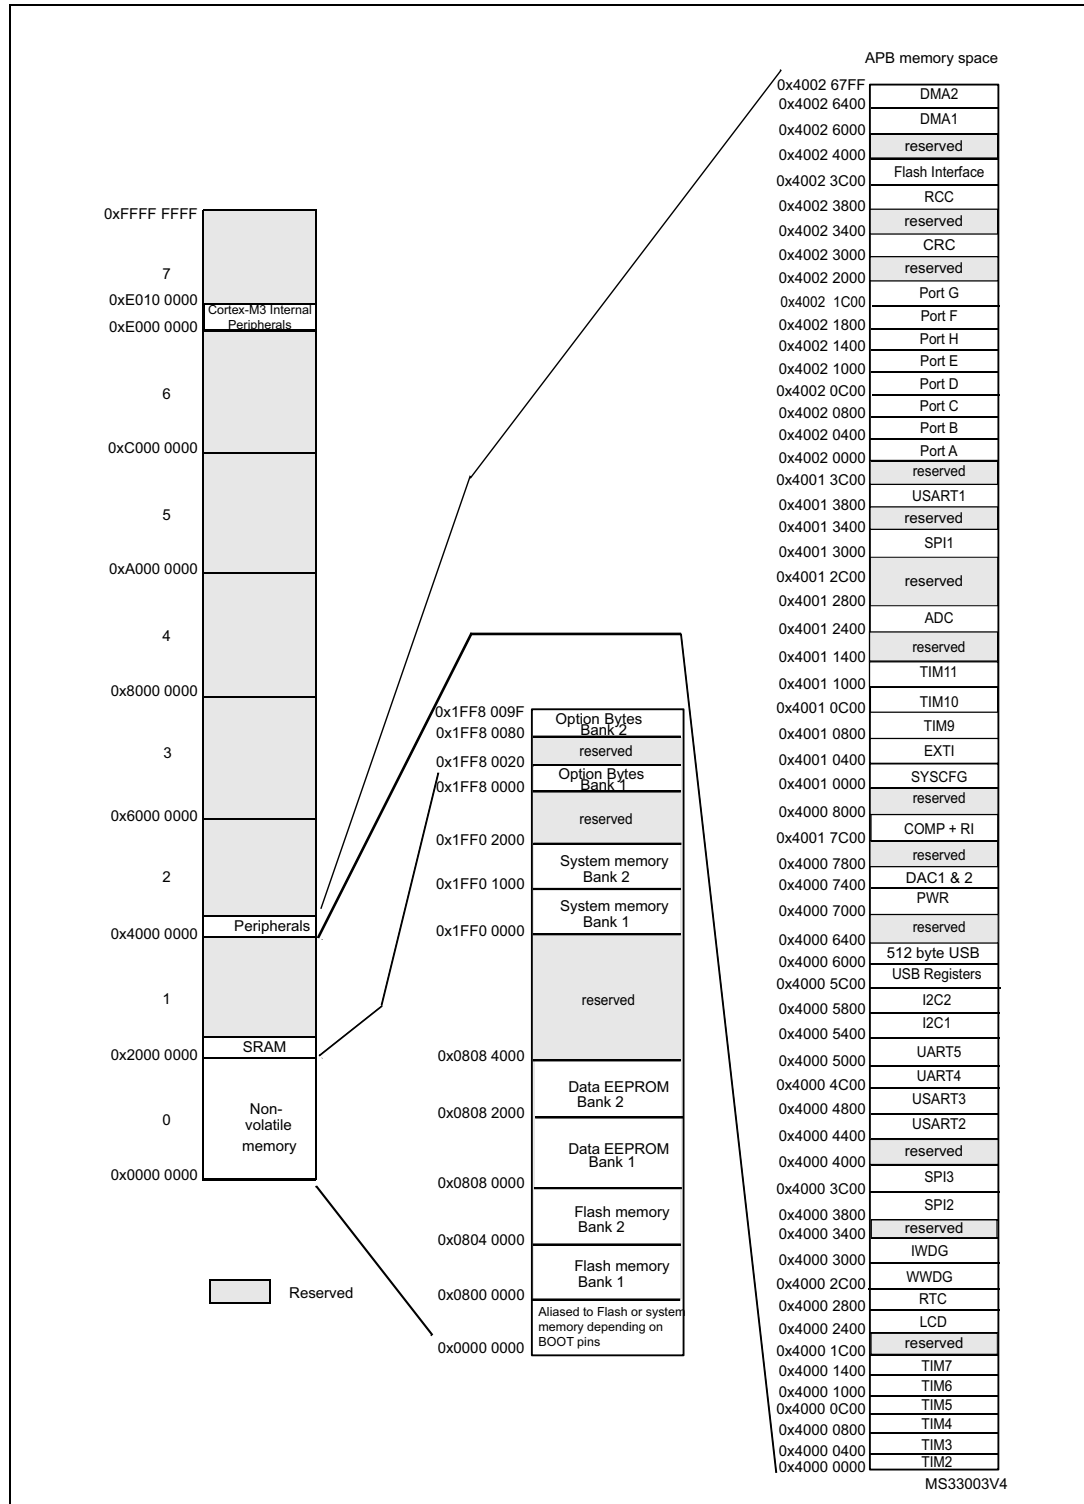 APB memory space
0xFFFF FFFF
7
0xE010 0000
Cortex-M3 Internal
Peripherals
0xE000 0000
6
0xC000 0000
5
0xA000 0000
4
0x8000 0000
3
0x6000 0000
2
Peripherals
0x4000 0000
1
SRAM
0x2000 0000
0
Non-
volatile
memory
0x0000 0000
Reserved
0x1FF8 009F
Option Bytes
Bank 2
0x1FF8 0080
reserved
0x1FF8 0020
Option Bytes
Bank 1
0x1FF8 0000
reserved
0x1FF0 2000
System memory
Bank 2
0x1FF0 1000
System memory
Bank 1
0x1FF0 0000
reserved
0x0808 4000
Data EEPROM
Bank 2
0x0808 2000
Data EEPROM
Bank 1
0x0808 0000
Flash memory
Bank 2
0x0804 0000
Flash memory
Bank 1
0x0800 0000
Aliased to Flash or system
memory depending on
BOOT pins
0x0000 0000
0x4002 67FF
DMA2
0x4002 6400
DMA1
0x4002 6000
reserved
0x4002 4000
Flash Interface
0x4002 3C00
RCC
0x4002 3800
reserved
0x4002 3400
CRC
0x4002 3000
reserved
0x4002 2000
Port G
0x4002 1C00
Port F
0x4002 1800
Port H
0x4002 1400
Port E
0x4002 1000
Port D
0x4002 0C00
Port C
0x4002 0800
Port B
0x4002 0400
Port A
0x4002 0000
reserved
0x4001 3C00
USART1
0x4001 3800
reserved
0x4001 3400
SPI1
0x4001 3000
0x4001 2C00
reserved
0x4001 2800
ADC
0x4001 2400
reserved
0x4001 1400
TIM11
0x4001 1000
TIM10
0x4001 0C00
TIM9
0x4001 0800
EXTI
0x4001 0400
SYSCFG
0x4001 0000
reserved
0x4000 8000
COMP + RI
0x4001 7C00
reserved
0x4000 7800
DAC1 & 2
0x4000 7400
PWR
0x4000 7000
reserved
0x4000 6400
512 byte USB
0x4000 6000
USB Registers
0x4000 5C00
I2C2
0x4000 5800
I2C1
0x4000 5400
UART5
0x4000 5000
UART4
0x4000 4C00
USART3
0x4000 4800
USART2
0x4000 4400
reserved
0x4000 4000
SPI3
0x4000 3C00
SPI2
0x4000 3800
reserved
0x4000 3400
IWDG
0x4000 3000
WWDG
0x4000 2C00
RTC
0x4000 2800
LCD
0x4000 2400
reserved
0x4000 1C00
TIM7
0x4000 1400
TIM6
0x4000 1000
TIM5
0x4000 0C00
TIM4
0x4000 0800
TIM3
0x4000 0400
TIM2
0x4000 0000
MS33003V4